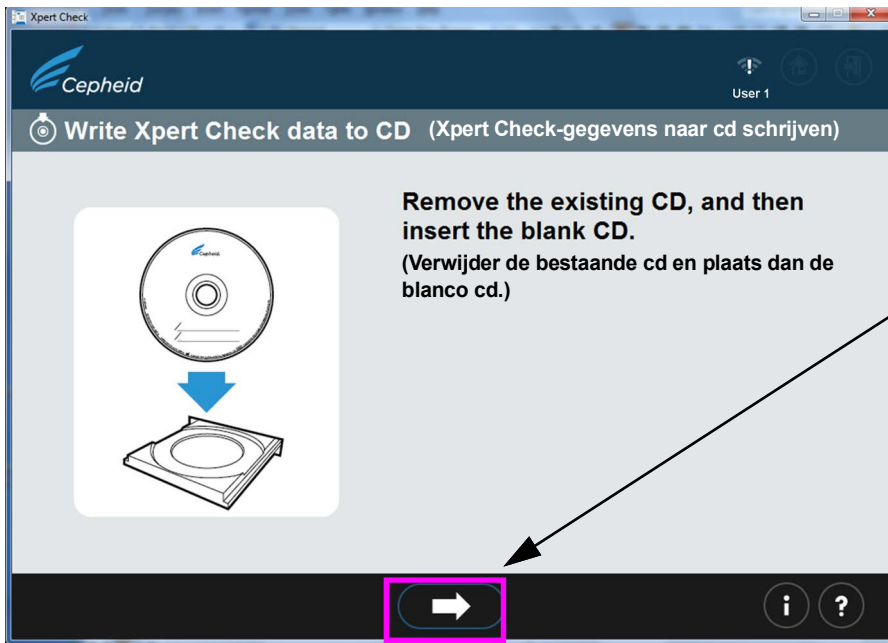 Xpert Check
Cepheid
User 1
Write Xpert Check data to CD (Xpert Check-gegevens naar cd schrijven)
Remove the existing CD, and then
insert the blank CD.
(Verwijder de bestaande cd en plaats dan de
blanco cd.)
Cepheid
i ?